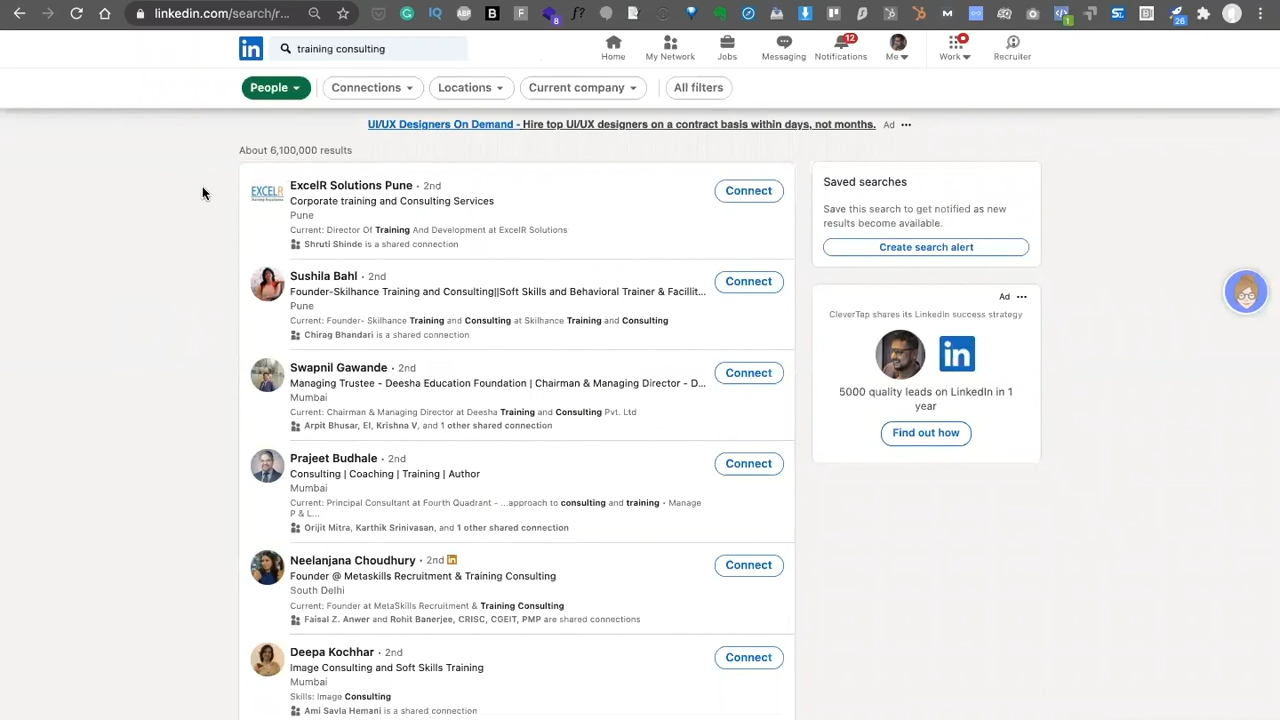 linkedin.com/search/results/people/
8
12
1
26
in
training consulting
Home
My Network
Jobs
Messaging
Notifications
Me
Work
Recruiter
People
Connections
Locations
Current company
All filters
UI/UX Designers On Demand - Hire top UI/UX designers on a contract basis within days, not months.
Ad
About 6,100,000 results
EXCELR
ExcelR Solutions Pune • 2nd
Corporate training and Consulting Services
Pune
Current: Director Of Training And Development at ExcelR Solutions
Shruti Shinde is a shared connection
Connect
Sushila Bahl • 2nd
Founder-Skilhance Training and Consulting||Soft Skills and Behavioral Trainer & Facillit...
Pune
Current: Founder- Skilhance Training and Consulting at Skilhance Training and Consulting
Chirag Bhandari is a shared connection
Connect
Swapnil Gawande • 2nd
Managing Trustee - Deesha Education Foundation | Chairman & Managing Director - D...
Mumbai
Current: Chairman & Managing Director at Deesha Training and Consulting Pvt. Ltd
Arpit Bhusar, EI, Krishna V, and 1 other shared connection
Connect
Prajeet Budhale • 2nd
Consulting | Coaching | Training | Author
Mumbai
Current: Principal Consultant at Fourth Quadrant - ...approach to consulting and training • Manage
P & L...
Orijit Mitra, Karthik Srinivasan, and 1 other shared connection
Connect
Neelanjana Choudhury • 2nd in
Founder @ Metaskills Recruitment & Training Consulting
South Delhi
Current: Founder at MetaSkills Recruitment & Training Consulting
Faisal Z. Anwer and Rohit Banerjee, CRISC, CGEIT, PMP are shared connections
Connect
Deepa Kochhar • 2nd
Image Consulting and Soft Skills Training
Mumbai
Skills: Image Consulting
Ami Savla Hemani is a shared connection
Connect
Saved searches
Save this search to get notified as new
results become available.
Create search alert
Ad
CleverTap shares its LinkedIn success strategy
in
5000 quality leads on LinkedIn in 1
year
Find out how